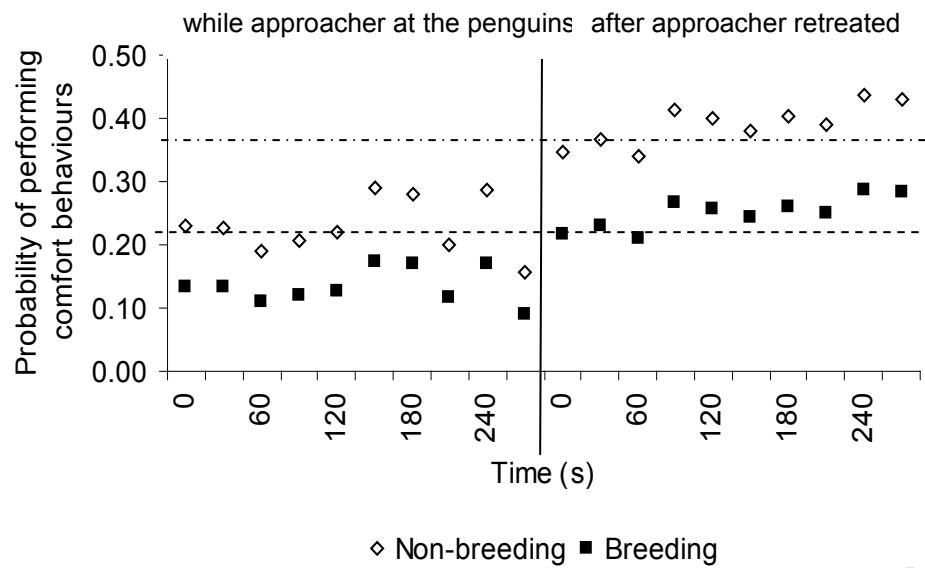 while approacher at the penguins after approacher retreated
Probability of performing
comfort behaviours
0.50
0.40
0.30
0.20
0.10
0.00
0 60 120 180 240 0 60 120 180 240
Time (s)
Non-breeding Breeding